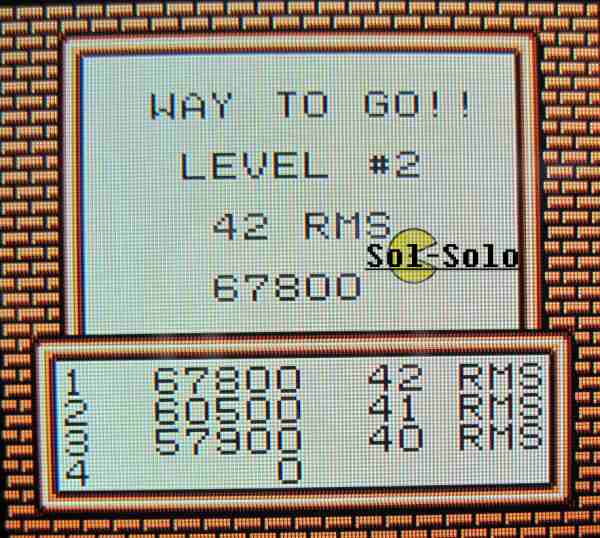 WAY TO GO!!
LEVEL #2
42 RMS
Sol-Solo
67800
1 67800 42 RMS
2 60500 41 RMS
3 57900 40 RMS
4 0